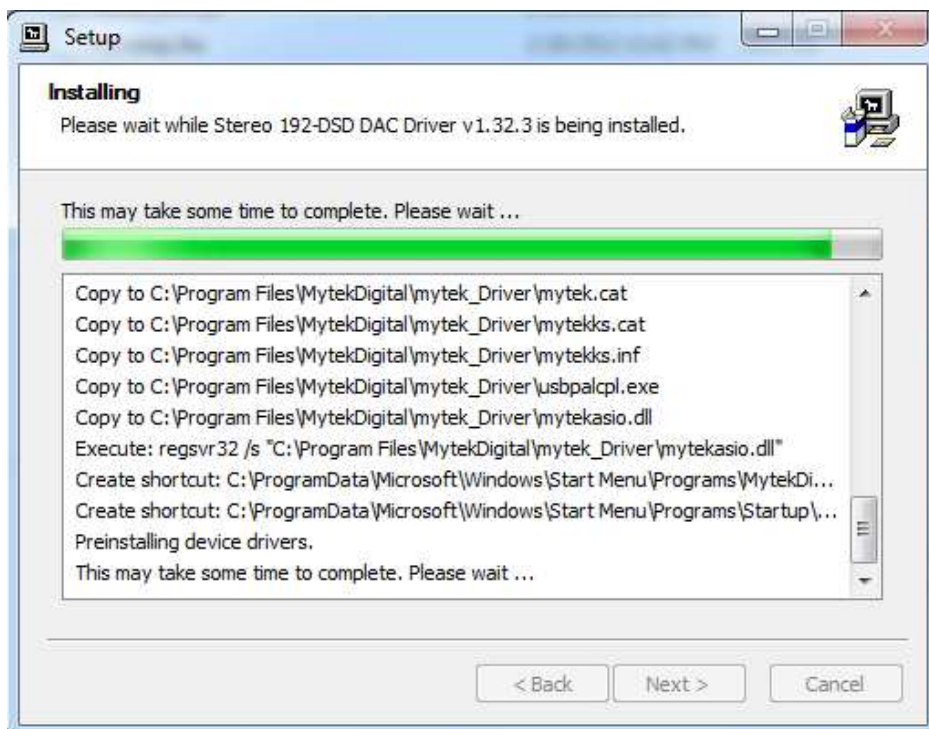 Setup
Installing
Please wait while Stereo 192-DSD DAC Driver v1.32.3 is being installed.
This may take some time to complete. Please wait ...
Copy to C:\Program Files\MytekDigital\mytek_Driver\mytek.cat
Copy to C:\Program Files\MytekDigital\mytek_Driver\mytekks.cat
Copy to C:\Program Files\MytekDigital\mytek_Driver\mytekks.inf
Copy to C:\Program Files\MytekDigital\mytek_Driver\usbpalcpl.exe
Copy to C:\Program Files\MytekDigital\mytek_Driver\mytekasio.dll
Execute: regsvr32 /s "C:\Program Files\MytekDigital\mytek_Driver\mytekasio.dll"
Create shortcut: C:\ProgramData\Microsoft\Windows\Start Menu\Programs\MytekDi...
Create shortcut: C:\ProgramData\Microsoft\Windows\Start Menu\Programs\Startup\...
Preinstalling device drivers.
This may take some time to complete. Please wait ...
< Back Next > Cancel